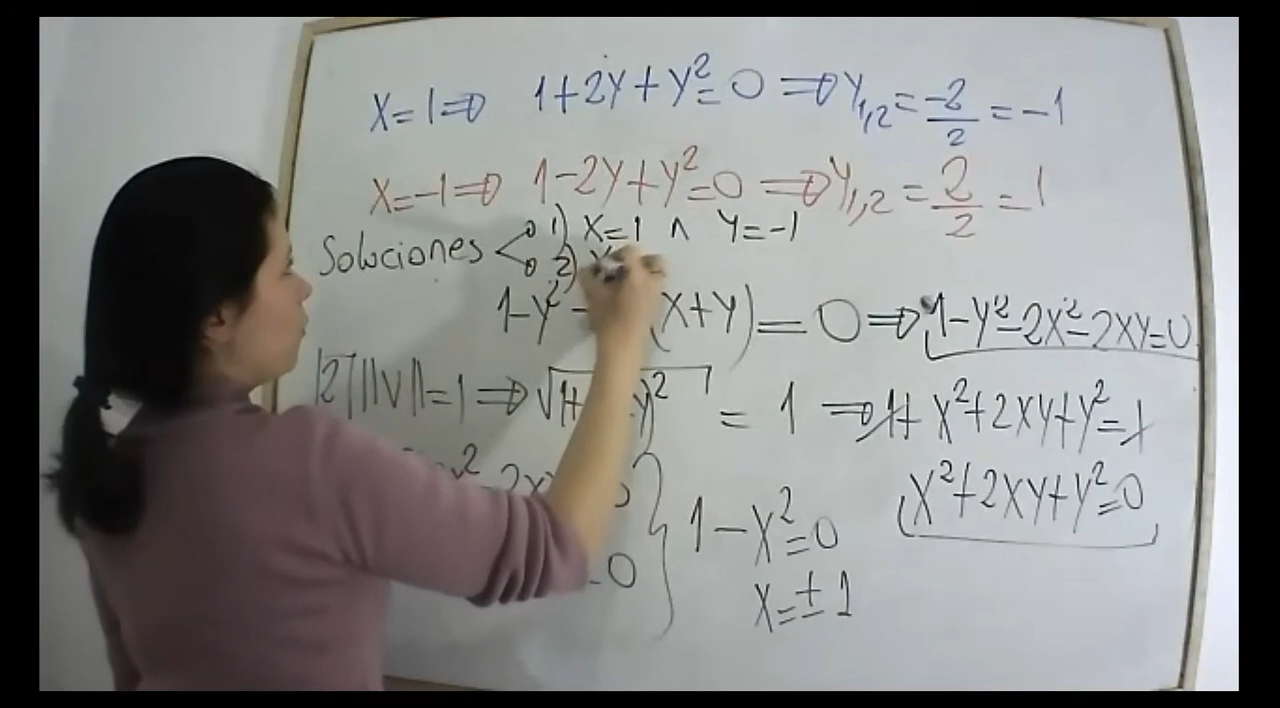 X=1⇒ 1+2y+y²=0 ⇒ y₁,₂ = -2/2 = -1
X=-1⇒ 1-2y+y²=0 ⇒ y₁,₂ = 2/2 = 1
Soluciones 1) X=1 ∧ y=-1
2) X
1-y²- (X+y) = 0 ⇒ 1-y²-2X²-2Xy=0
||V||=1 ⇒ √1+ y)² = 1 ⇒ 1+X²+2Xy+y²=1
X²+2Xy+y²=0
1-X²=0
=0
X=±1